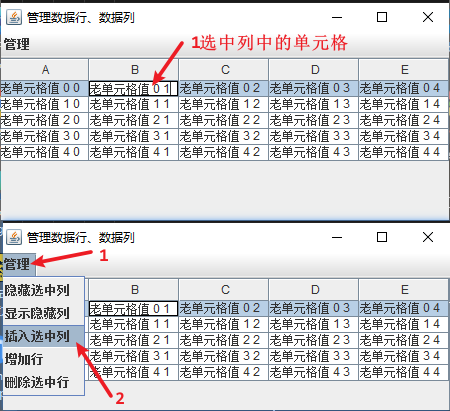 管理数据行、数据列
1选中列中的单元格
管理
A B C D E
老单元格值 0 0 老单元格值 0 1 老单元格值 0 2 老单元格值 0 3 老单元格值 0 4
老单元格值 1 0 老单元格值 1 1 老单元格值 1 2 老单元格值 1 3 老单元格值 1 4
老单元格值 2 0 老单元格值 2 1 老单元格值 2 2 老单元格值 2 3 老单元格值 2 4
老单元格值 3 0 老单元格值 3 1 老单元格值 3 2 老单元格值 3 3 老单元格值 3 4
老单元格值 4 0 老单元格值 4 1 老单元格值 4 2 老单元格值 4 3 老单元格值 4 4
管理数据行、数据列
1
管理
B C D E
隐藏选中列 老单元格值 0 1 老单元格值 0 2 老单元格值 0 3 老单元格值 0 4
显示隐藏列 老单元格值 1 1 老单元格值 1 2 老单元格值 1 3 老单元格值 1 4
插入选中列 老单元格值 2 1 老单元格值 2 2 老单元格值 2 3 老单元格值 2 4
增加行 老单元格值 3 1 老单元格值 3 2 老单元格值 3 3 老单元格值 3 4
删除选中行 老单元格值 4 1 老单元格值 4 2 老单元格值 4 3 老单元格值 4 4
2